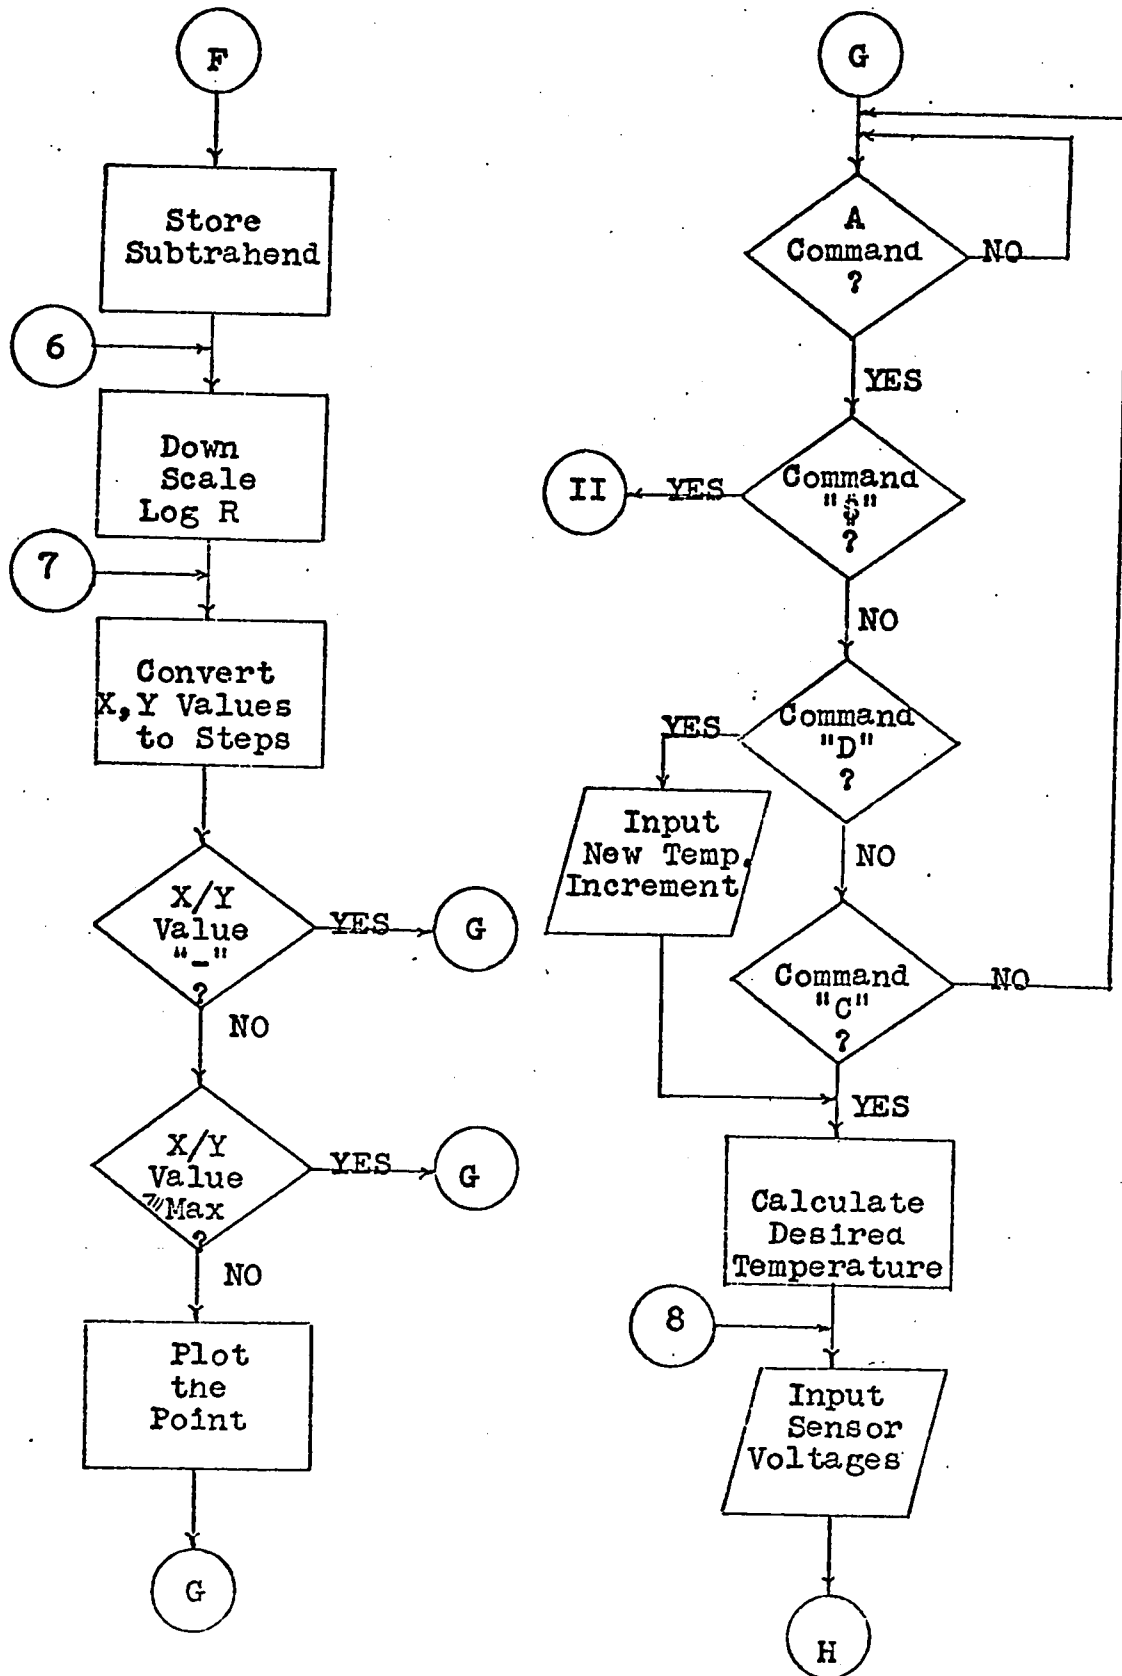 F
Store
Subtrahend
6
Down
Scale
Log R
7
Convert
X,Y Values
to Steps
X/Y
Value
"-"
?
YES
G
NO
X/Y
Value
≥Max
?
YES
G
NO
Plot
the
Point
G
G
A
Command
?
NO
YES
Command
"$"
?
YES
II
NO
Command
"D"
?
YES
Input
New Temp.
Increment
NO
Command
"C"
?
NO
YES
Calculate
Desired
Temperature
8
Input
Sensor
Voltages
H